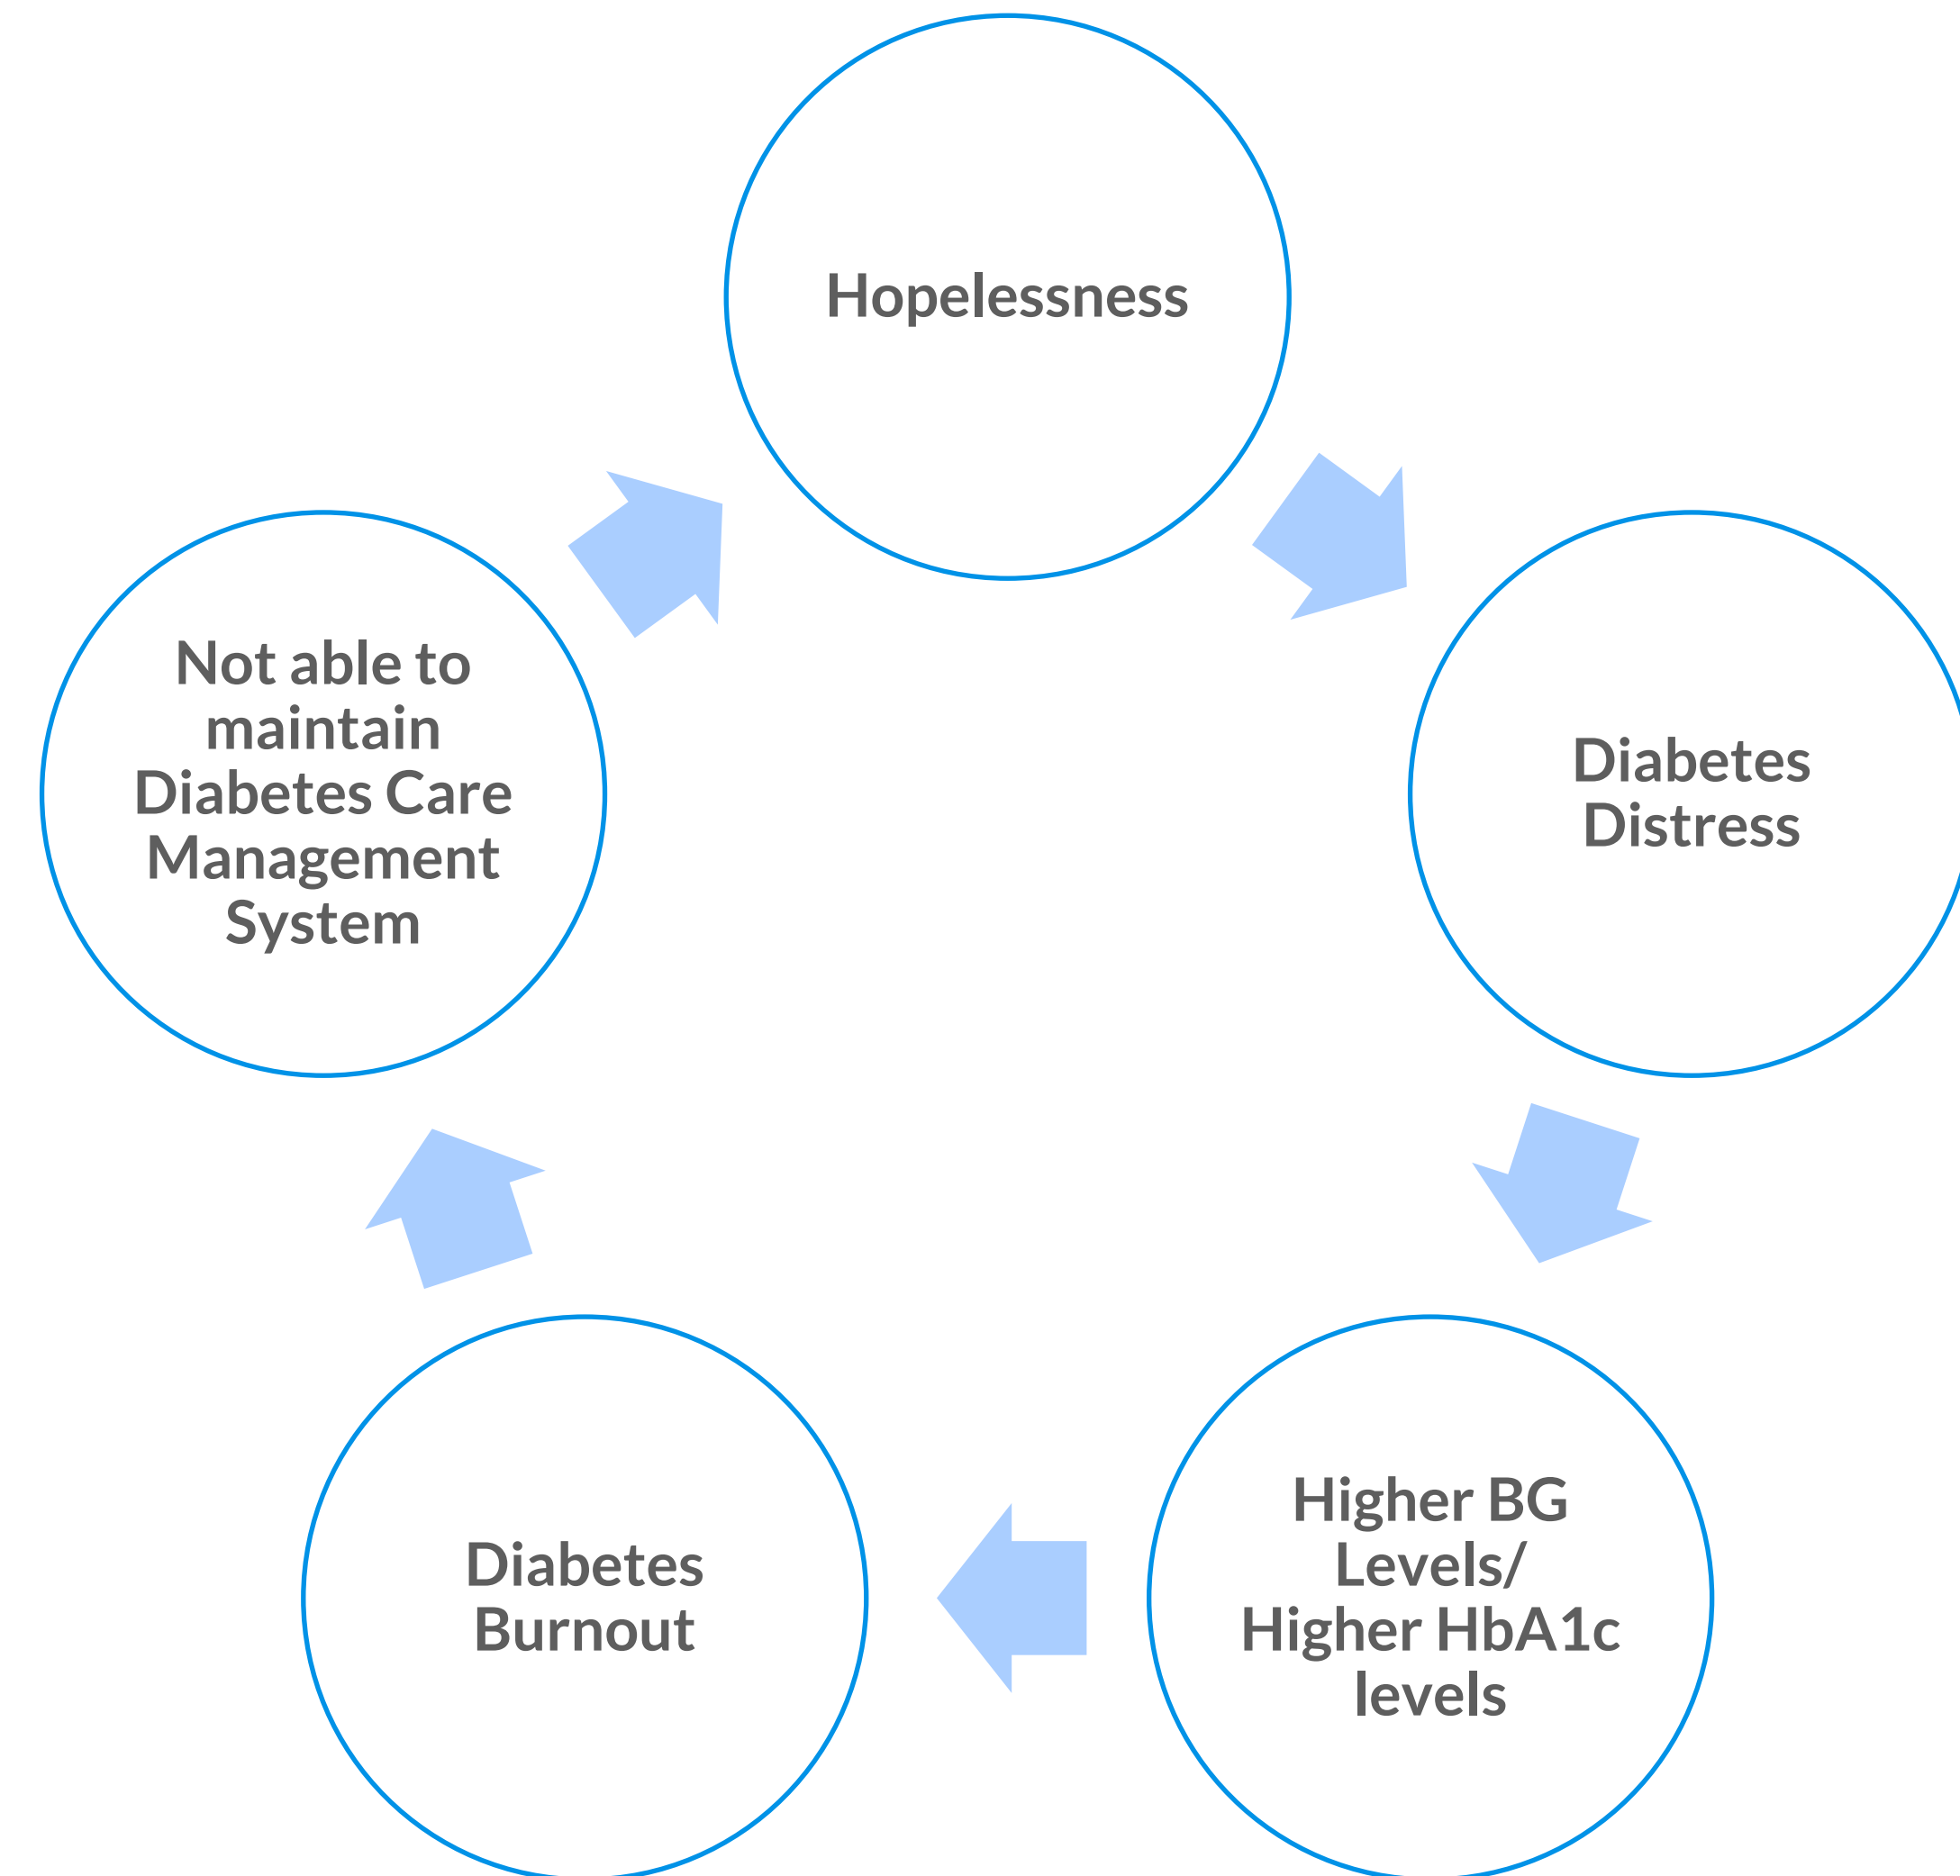 Hopelessness
Diabetes
Distress
Higher BG
Levels/
Higher HbA1c
levels
Diabetes
Burnout
Not able to
maintain
Diabetes Care
Management
System